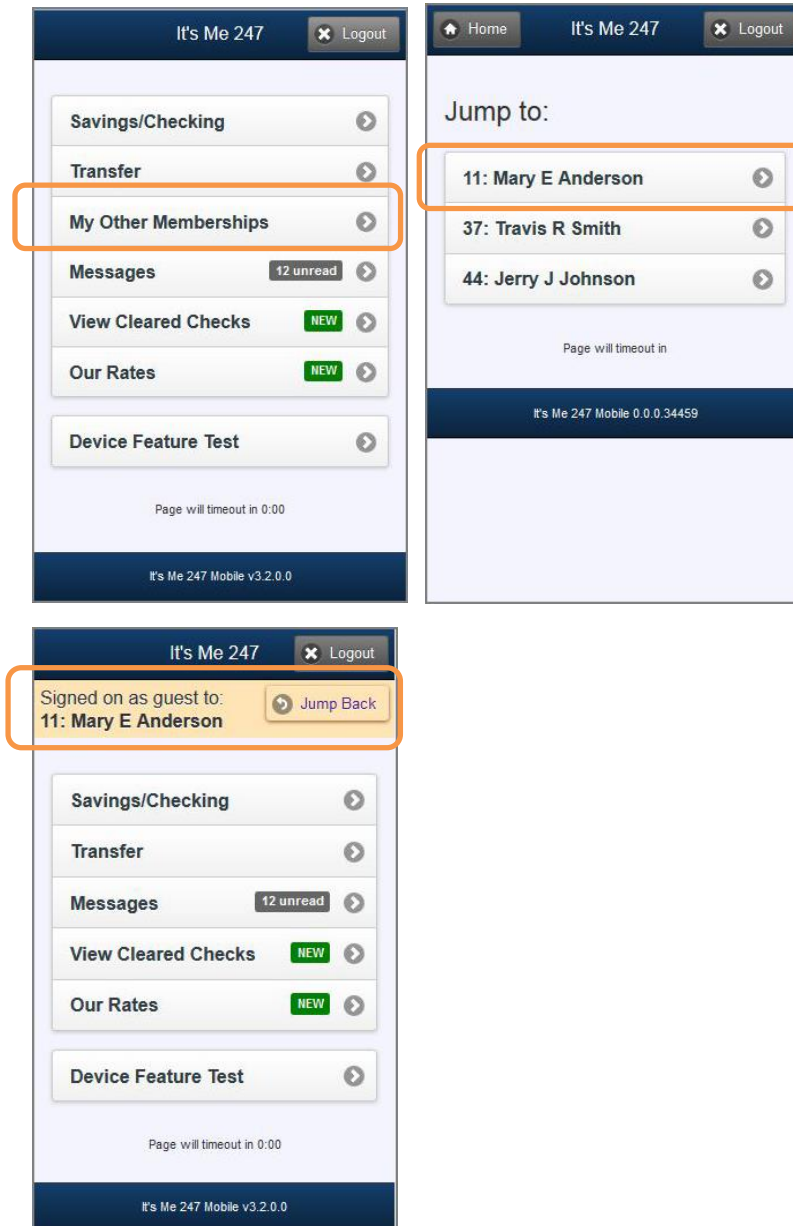 It's Me 247 Logout
Savings/Checking
Transfer
My Other Memberships
Messages 12 unread
View Cleared Checks NEW
Our Rates NEW
Device Feature Test
Page will timeout in 0:00
It's Me 247 Mobile v3.2.0.0
Home It's Me 247 Logout
Jump to:
11: Mary E Anderson
37: Travis R Smith
44: Jerry J Johnson
Page will timeout in
It's Me 247 Mobile 0.0.0.34459
It's Me 247 Logout
Signed on as guest to:
11: Mary E Anderson
Jump Back
Savings/Checking
Transfer
Messages 12 unread
View Cleared Checks NEW
Our Rates NEW
Device Feature Test
Page will timeout in 0:00
It's Me 247 Mobile v3.2.0.0